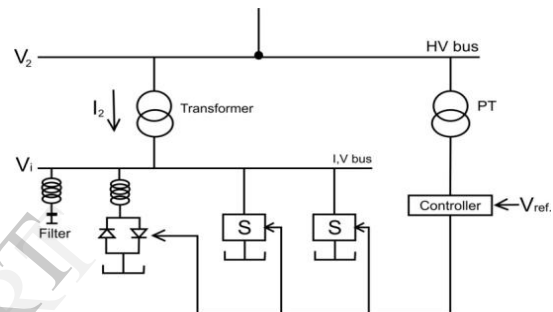 HV bus
V₂
I₂
Transformer
PT
Vᵢ
I,V bus
Filter
S
S
Controller
Vref.